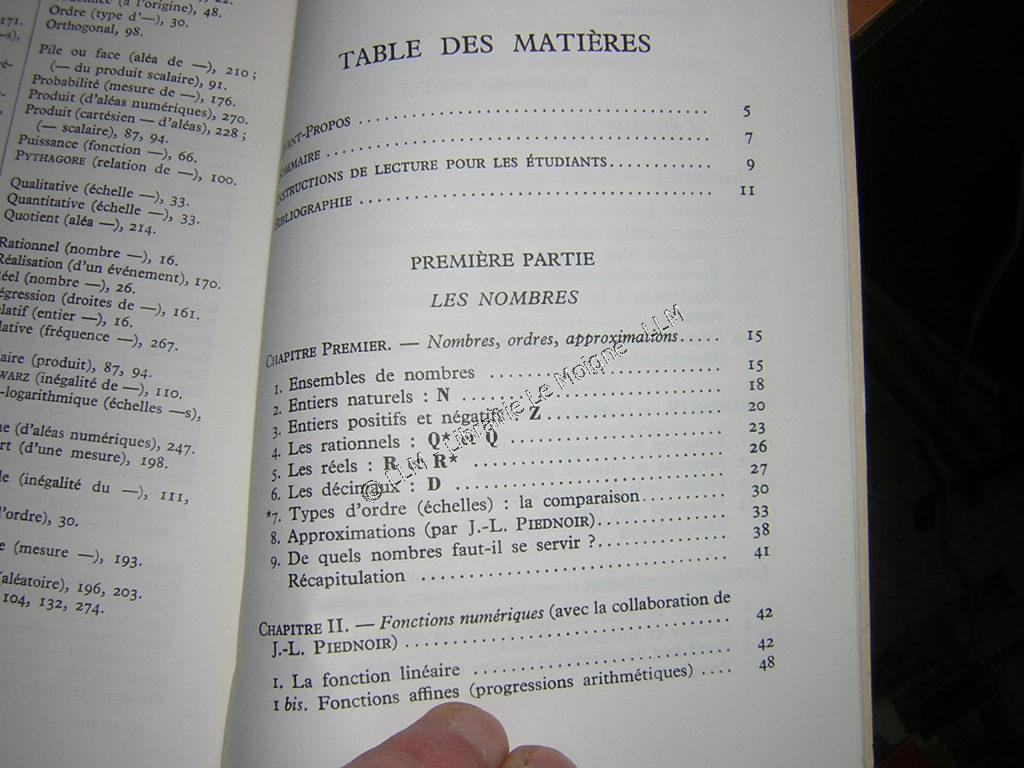 (à l'origine), 48.
Ordre (type d'—), 30.
Orthogonal, 98.
171.
—s),
Pile ou face (aléa de —), 210 ;
(— du produit scalaire), 91.
Probabilité (mesure de —), 176.
Produit (d'aléas numériques), 270.
Produit (cartésien — d'aléas), 228 ;
(— scalaire), 87, 94.
Puissance (fonction —), 66.
PYTHAGORE (relation de —), 100.
Qualitative (échelle —), 33.
Quantitative (échelle —), 33.
Quotient (aléa —), 214.
Rationnel (nombre —), 16.
Réalisation (d'un événement), 170.
éel (nombre —), 26.
égression (droites de —), 161.
latif (entier —), 16.
lative (fréquence —), 267.
aire (produit), 87, 94.
WARZ (inégalité de —), 110.
-logarithmique (échelles —s),
e (d'aléas numériques), 247.
rt (d'une mesure), 198.
le (inégalité du —), 111,
'ordre), 30.
e (mesure —), 193.
(aléatoire), 196, 203.
104, 132, 274.
TABLE DES MATIÈRES
VANT-PROPOS 5
OMMAIRE 7
NSTRUCTIONS DE LECTURE POUR LES ÉTUDIANTS 9
BIBLIOGRAPHIE 11
PREMIÈRE PARTIE
LES NOMBRES
CHAPITRE PREMIER. — Nombres, ordres, approximations 15
1. Ensembles de nombres 15
2. Entiers naturels : N 18
3. Entiers positifs et négatifs : Z 20
4. Les rationnels : Q* et Q 23
5. Les réels : R et R* 26
6. Les décimaux : D 27
*7. Types d'ordre (échelles) : la comparaison 30
8. Approximations (par J.-L. PIEDNOIR) 33
9. De quels nombres faut-il se servir ? 38
Récapitulation 41
CHAPITRE II. — Fonctions numériques (avec la collaboration de
J.-L. PIEDNOIR) 42
1. La fonction linéaire 42
1 bis. Fonctions affines (progressions arithmétiques) 48
© LLM - Librairie Le Moigne - LLM